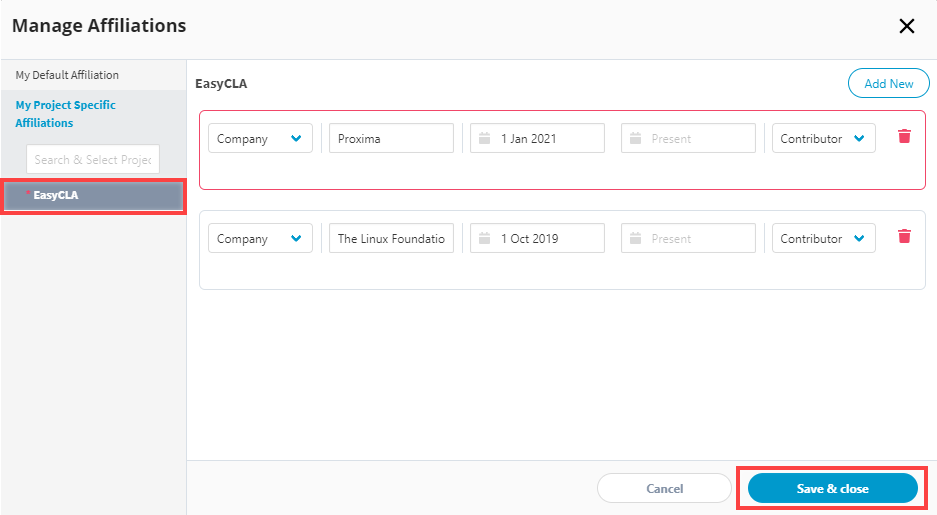 Manage Affiliations
My Default Affiliation
My Project Specific
Affiliations
Search & Select Projec
* EasyCLA
EasyCLA
Add New
Company Proxima 1 Jan 2021 Present Contributor
Company The Linux Foundatio 1 Oct 2019 Present Contributor
Cancel Save & close